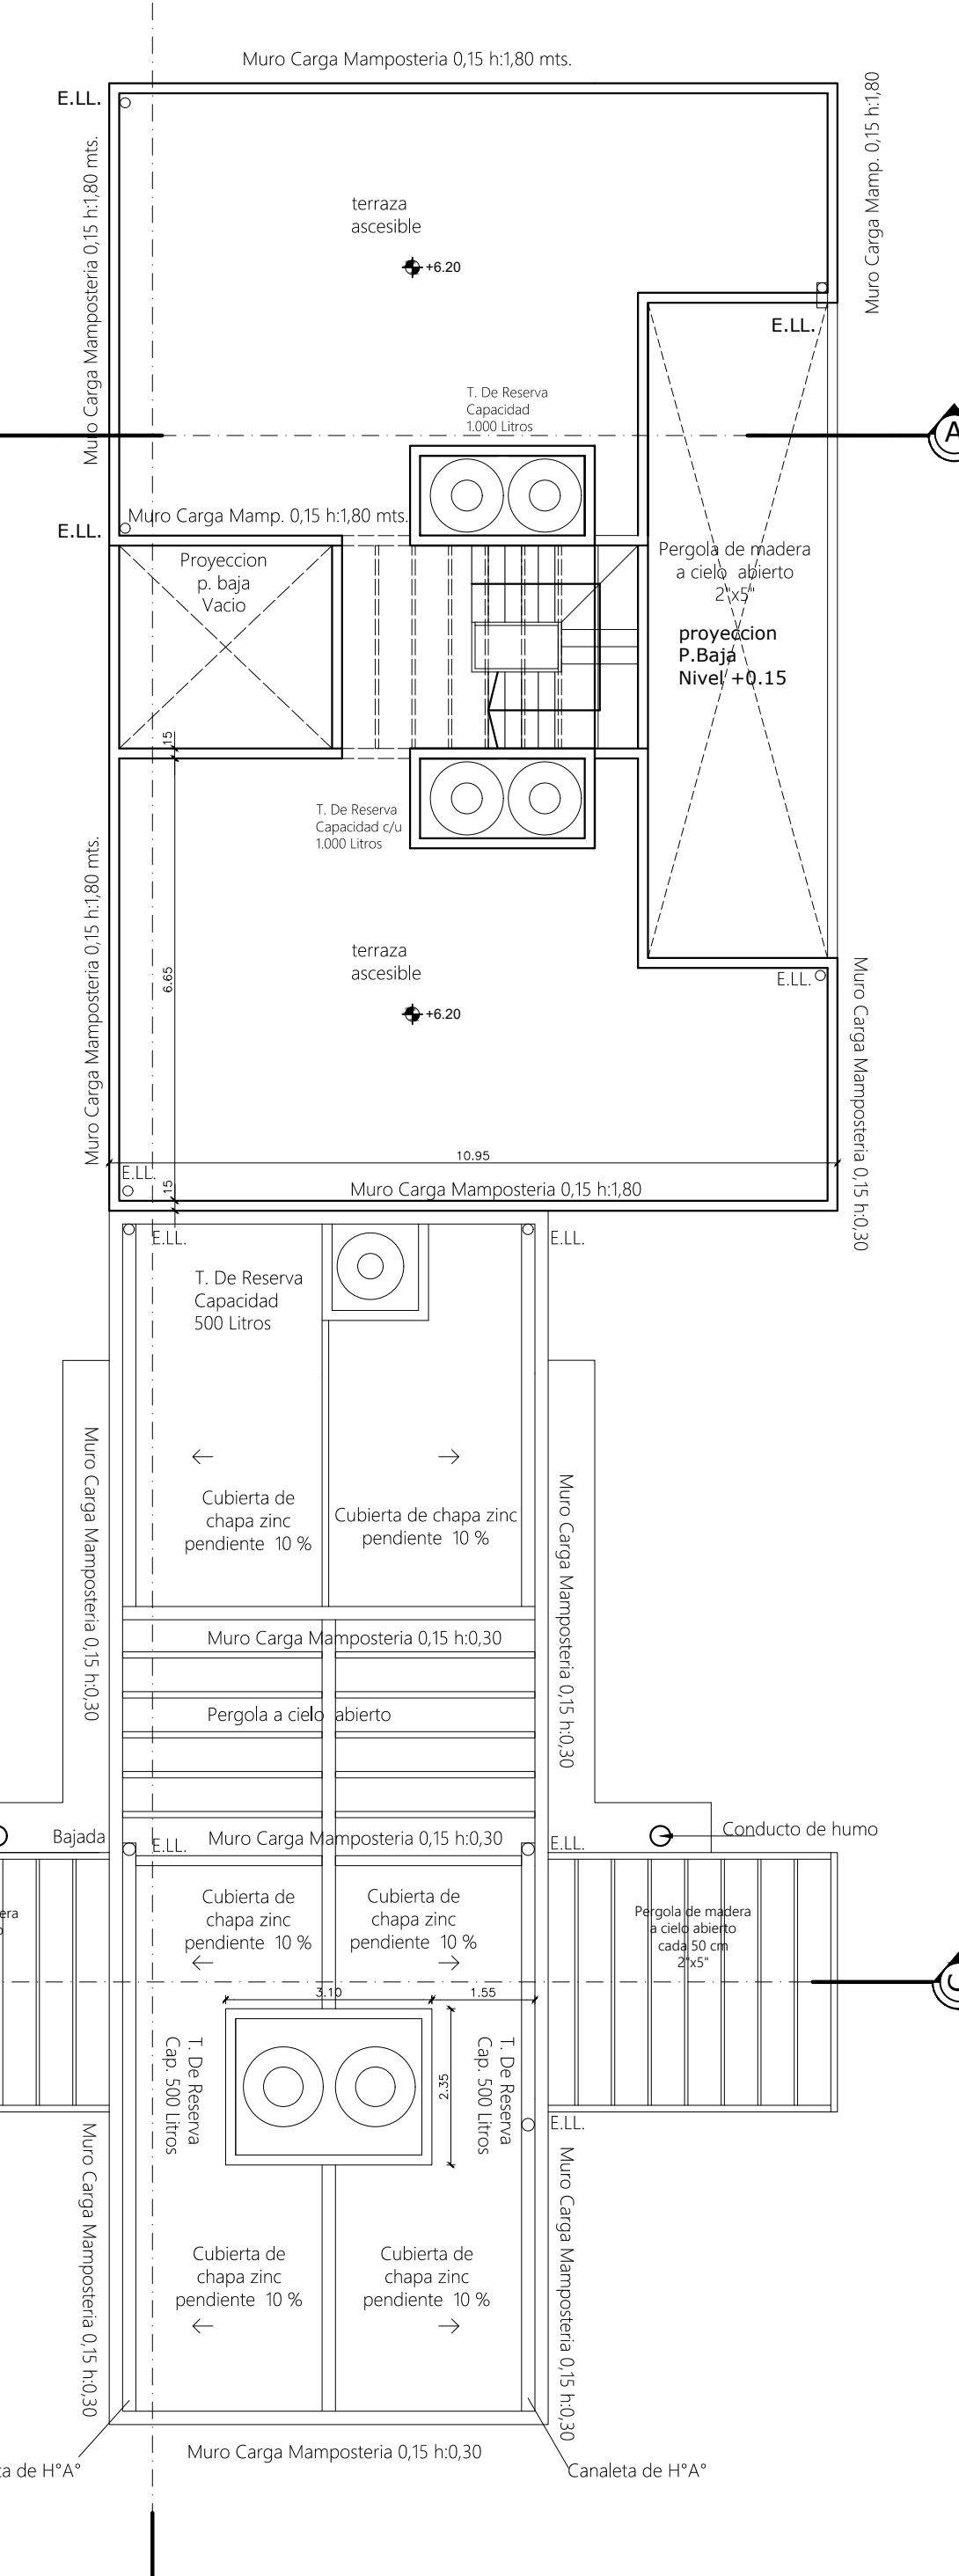 Muro Carga Mamposteria 0,15 h:1,80 mts.
E.LL.
Muro Carga Mamp. 0,15 h:1,80
Muro Carga Mamposteria 0,15 h:1,80 mts.
terraza
ascesible
+6.20
E.LL.
T. De Reserva
Capacidad
1.000 Litros
A
Muro Carga Mamp. 0,15 h:1,80 mts.
E.LL.
Proyeccion
p. baja
Vacio
Pergola de madera
a cielo abierto
2"x5"
proyeccion
P.Baja
Nivel +0.15
15
T. De Reserva
Capacidad c/u
1.000 Litros
Muro Carga Mamposteria 0,15 h:1,80 mts.
6.65
terraza
ascesible
+6.20
E.LL.
Muro Carga Mamposteria 0,15 h:0,30
10.95
E.LL.
15
Muro Carga Mamposteria 0,15 h:1,80
E.LL.
E.LL.
T. De Reserva
Capacidad
500 Litros
Muro Carga Mamposteria 0,15 h:0,30
Muro Carga Mamposteria 0,15 h:0,30
Cubierta de
chapa zinc
pendiente 10 %
Cubierta de chapa zinc
pendiente 10 %
Muro Carga Mamposteria 0,15 h:0,30
Pergola a cielo abierto
Bajada
E.LL.
Muro Carga Mamposteria 0,15 h:0,30
E.LL.
Conducto de humo
Cubierta de
chapa zinc
pendiente 10 %
Cubierta de
chapa zinc
pendiente 10 %
Pergola de madera
a cielo abierto
cada 50 cm
2"x5"
3.10
1.55
T. De Reserva
Cap. 500 Litros
2.35
T. De Reserva
Cap. 500 Litros
E.LL.
Muro Carga Mamposteria 0,15 h:0,30
Muro Carga Mamposteria 0,15 h:0,30
Cubierta de
chapa zinc
pendiente 10 %
Cubierta de
chapa zinc
pendiente 10 %
Muro Carga Mamposteria 0,15 h:0,30
de H°A°
Canaleta de H°A°